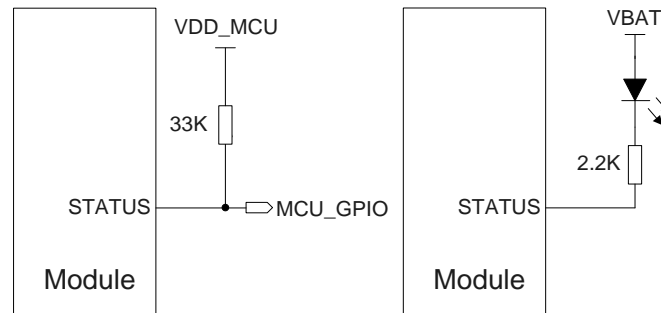 VDD_MCU
33K
STATUS
MCU_GPIO
Module
VBAT
2.2K
STATUS
Module